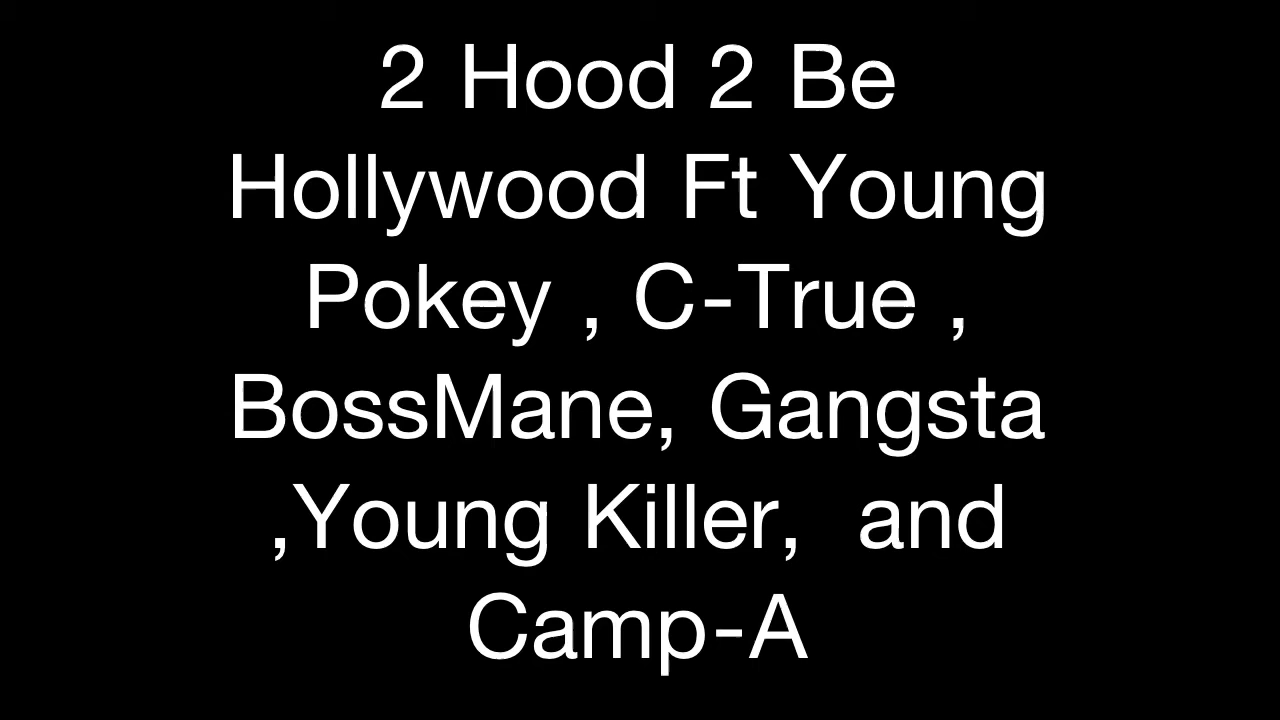 2 Hood 2 Be
Hollywood Ft Young
Pokey , C-True ,
BossMane, Gangsta
,Young Killer,  and
Camp-A